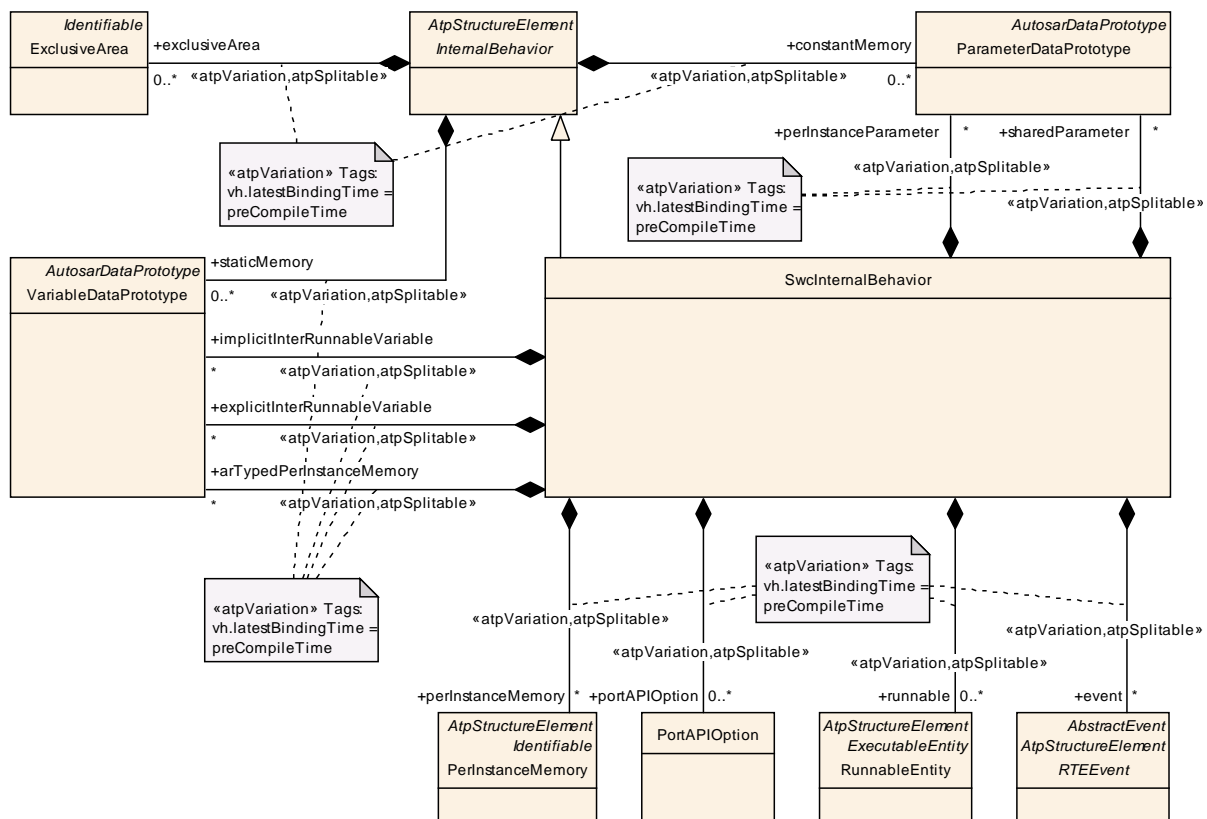 Identifiable
ExclusiveArea
+exclusiveArea
0..*
«atpVariation,atpSplitable»
AtpStructureElement
InternalBehavior
+constantMemory
«atpVariation,atpSplitable»
0..*
AutosarDataPrototype
ParameterDataPrototype
«atpVariation» Tags:
vh.latestBindingTime =
preCompileTime
+perInstanceParameter
*
+sharedParameter
*
«atpVariation,atpSplitable»
«atpVariation,atpSplitable»
«atpVariation» Tags:
vh.latestBindingTime =
preCompileTime
AutosarDataPrototype
VariableDataPrototype
+staticMemory
0..*
«atpVariation,atpSplitable»
SwcInternalBehavior
+implicitInterRunnableVariable
*
«atpVariation,atpSplitable»
+explicitInterRunnableVariable
*
«atpVariation,atpSplitable»
+arTypedPerInstanceMemory
*
«atpVariation,atpSplitable»
«atpVariation» Tags:
vh.latestBindingTime =
preCompileTime
«atpVariation» Tags:
vh.latestBindingTime =
preCompileTime
«atpVariation,atpSplitable»
«atpVariation,atpSplitable»
«atpVariation,atpSplitable»
«atpVariation,atpSplitable»
+perInstanceMemory
*
+portAPIOption
0..*
+runnable
0..*
+event
*
AtpStructureElement
Identifiable
PerInstanceMemory
PortAPIOption
AtpStructureElement
ExecutableEntity
RunnableEntity
AbstractEvent
AtpStructureElement
RTEEvent